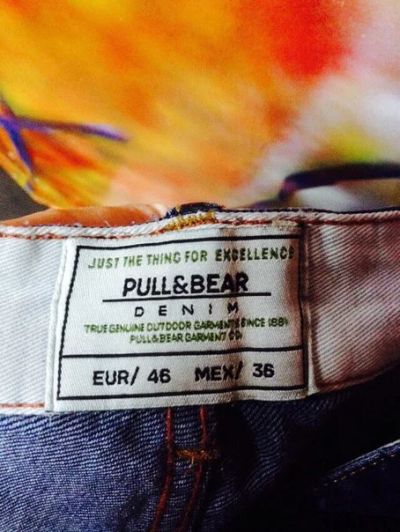 JUST THE THING FOR EXCELLENCE
PULL&BEAR
DENIM
TRUE GENUINE OUTDOOR GARMENTS SINCE 1991
PULL&BEAR GARMENT CO.
EUR/ 46 MEX/ 36